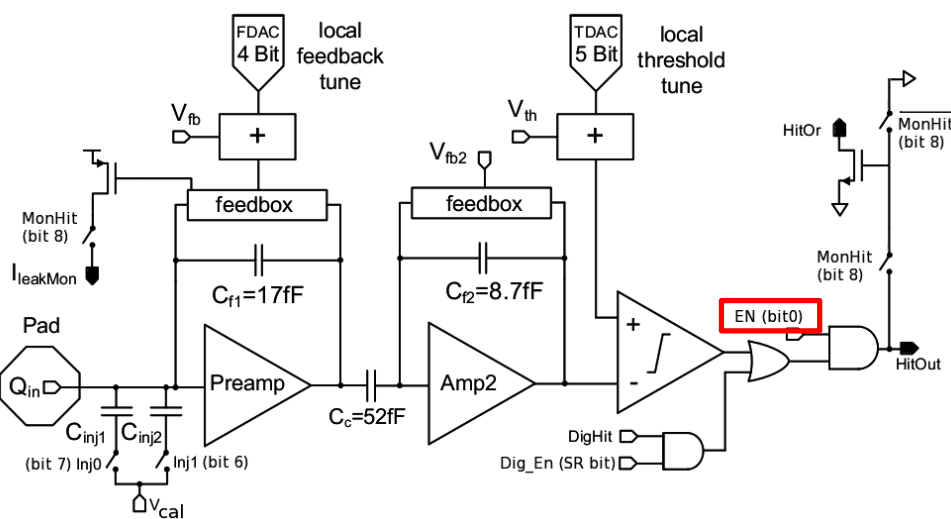 FDAC
4 Bit
local
feedback
tune
TDAC
5 Bit
local
threshold
tune
Vfb
+
Vth
+
HitOr
MonHit
(bit 8)
Vfb2
feedbox
feedbox
MonHit
(bit 8)
IleakMon
Cf1=17fF
Cf2=8.7fF
MonHit
(bit 8)
EN (bit0)
Pad
Qin
Preamp
Amp2
+
-
HitOut
Cc=52fF
Cinj1
Cinj2
(bit 7) Inj0
Inj1 (bit 6)
DigHit
Dig_En (SR bit)
Vcal